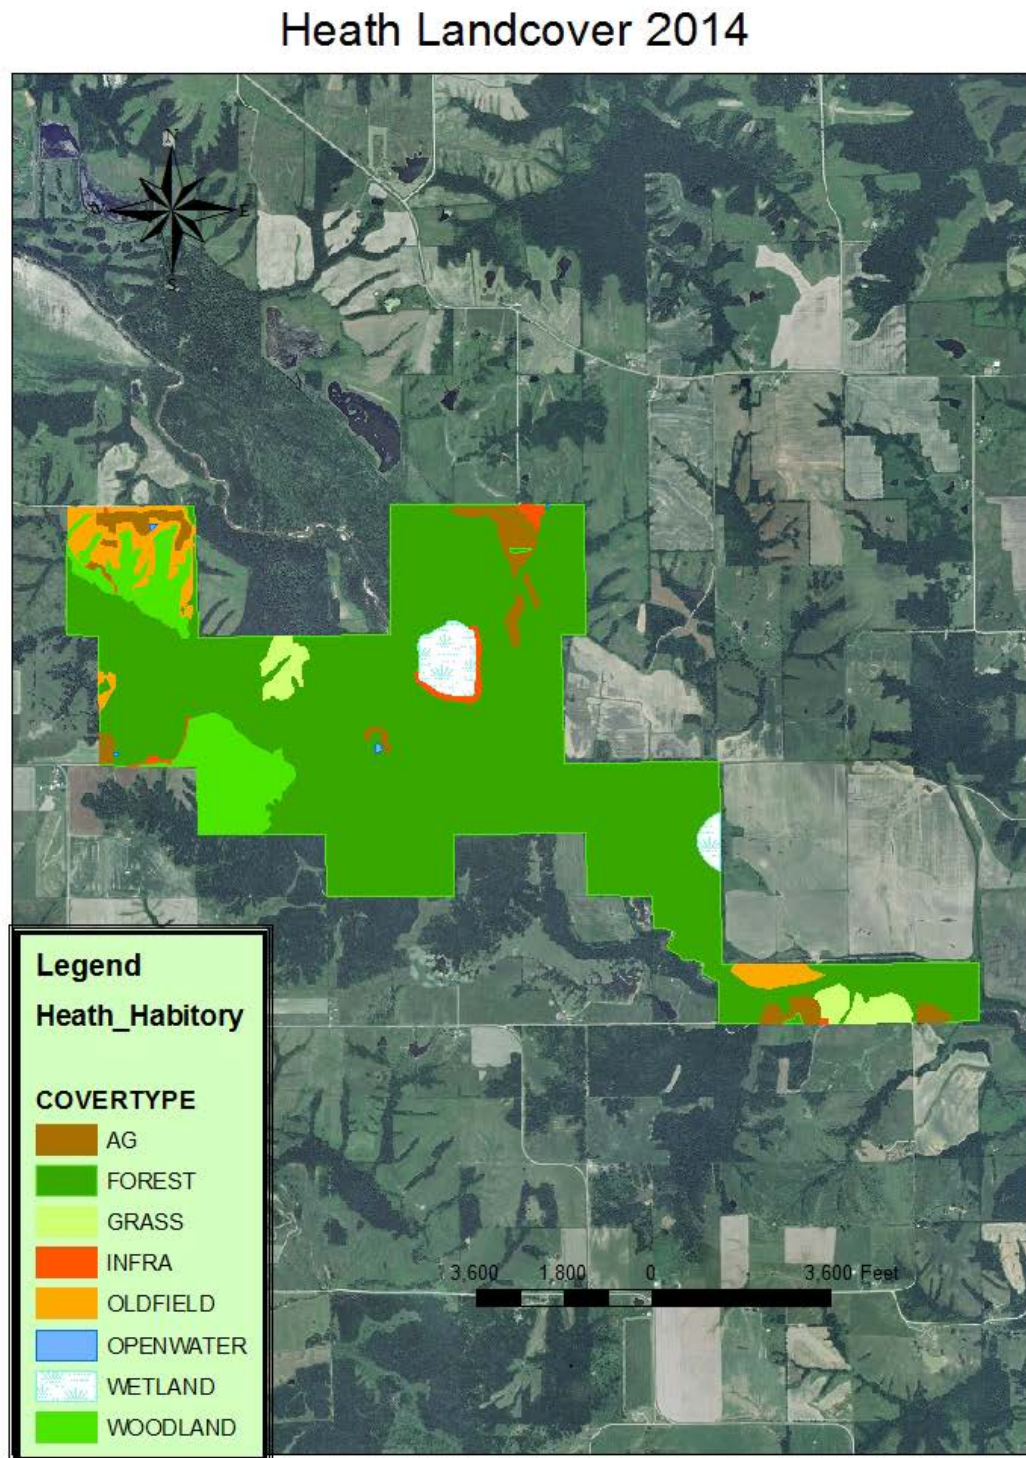 Heath Landcover 2014
N
W
E
S
Legend
Heath_Habitory
COVERTYPE
AG
FOREST
GRASS
INFRA
OLDFIELD
OPENWATER
WETLAND
WOODLAND
3,600 1,800 0 3,600 Feet